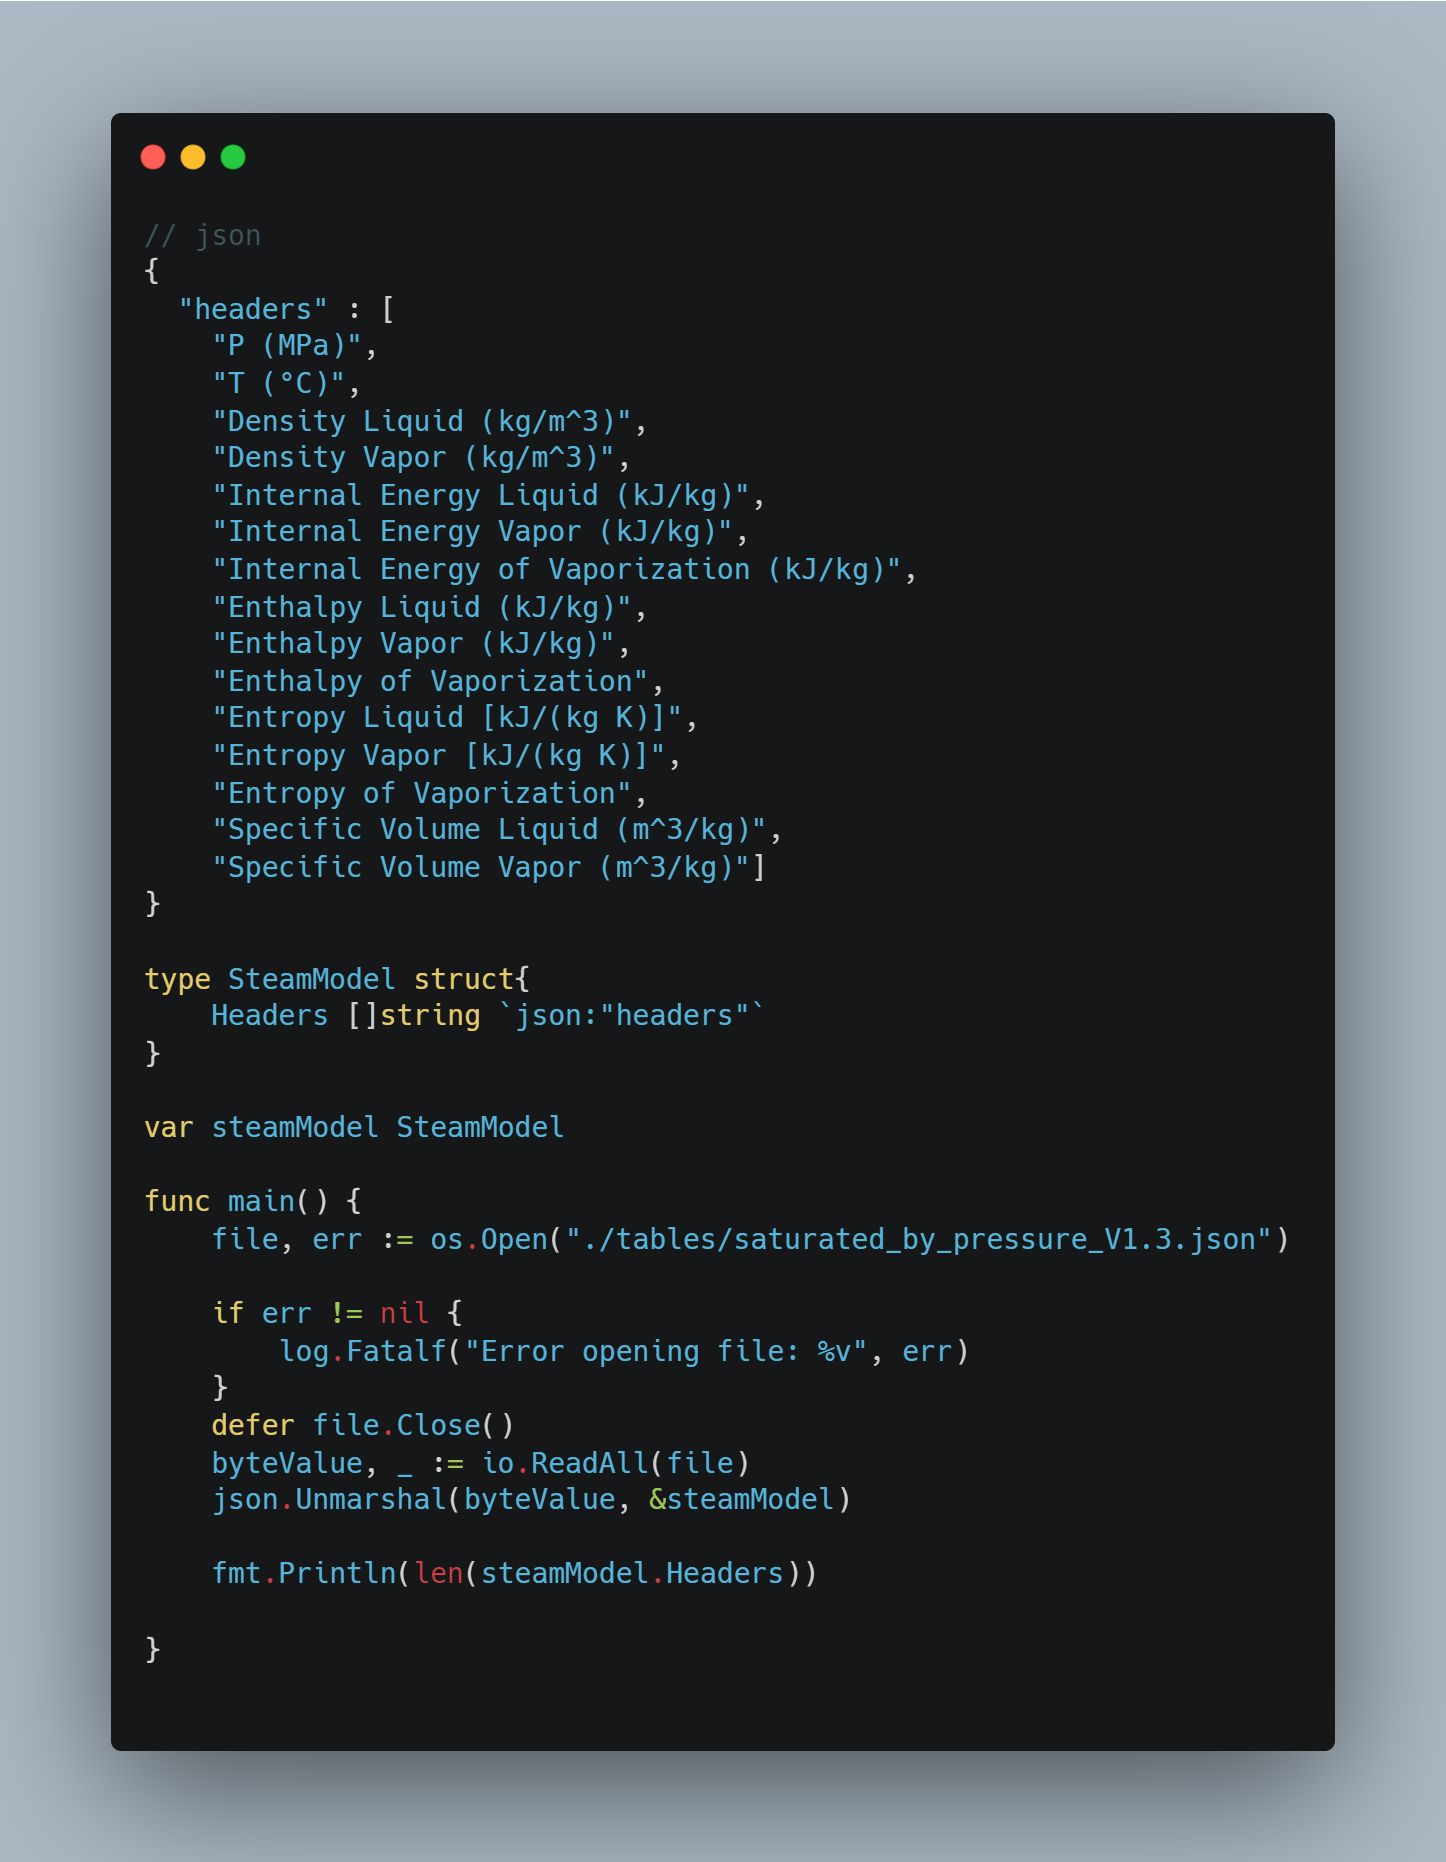 // json
{
  "headers" : [
    "P (MPa)",
    "T (°C)",
    "Density Liquid (kg/m^3)",
    "Density Vapor (kg/m^3)",
    "Internal Energy Liquid (kJ/kg)",
    "Internal Energy Vapor (kJ/kg)",
    "Internal Energy of Vaporization (kJ/kg)",
    "Enthalpy Liquid (kJ/kg)",
    "Enthalpy Vapor (kJ/kg)",
    "Enthalpy of Vaporization",
    "Entropy Liquid [kJ/(kg K)]",
    "Entropy Vapor [kJ/(kg K)]",
    "Entropy of Vaporization",
    "Specific Volume Liquid (m^3/kg)",
    "Specific Volume Vapor (m^3/kg)"]
}

type SteamModel struct{
    Headers []string `json:"headers"`
}

var steamModel SteamModel

func main() {
    file, err := os.Open("./tables/saturated_by_pressure_V1.3.json")

    if err != nil {
        log.Fatalf("Error opening file: %v", err)
    }
    defer file.Close()
    byteValue, _ := io.ReadAll(file)
    json.Unmarshal(byteValue, &steamModel)

    fmt.Println(len(steamModel.Headers))

}